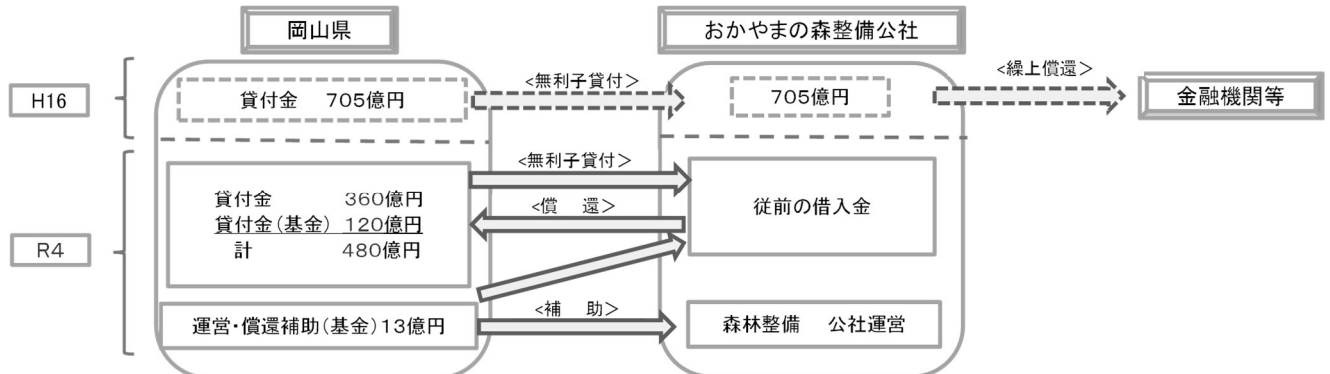 岡山県
おかやまの森整備公社
H16
貸付金 705億円
<無利子貸付>
705億円
<繰上償還>
金融機関等
R4
貸付金 360億円
貸付金(基金) 120億円
計 480億円
<無利子貸付>
<償 還>
従前の借入金
運営・償還補助(基金)13億円
<補 助>
森林整備 公社運営